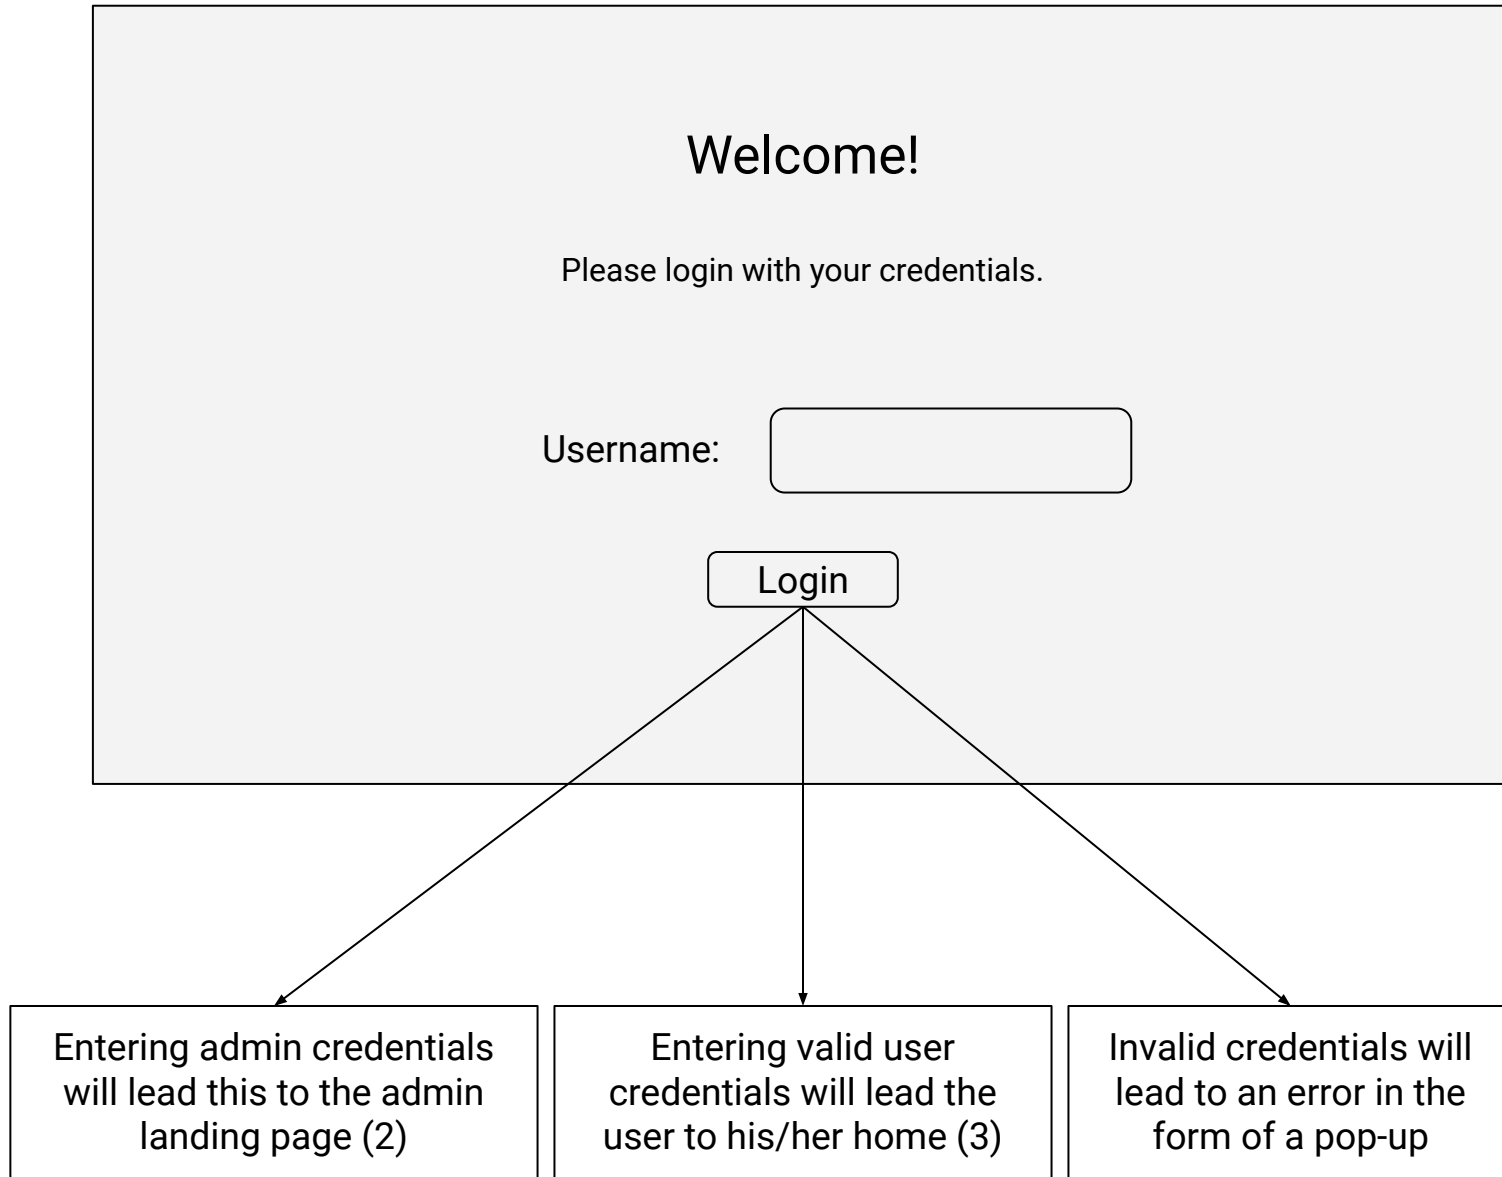 Welcome!
Please login with your credentials.
Username:
Login
Entering admin credentials
will lead this to the admin
landing page (2)
Entering valid user
credentials will lead the
user to his/her home (3)
Invalid credentials will
lead to an error in the
form of a pop-up